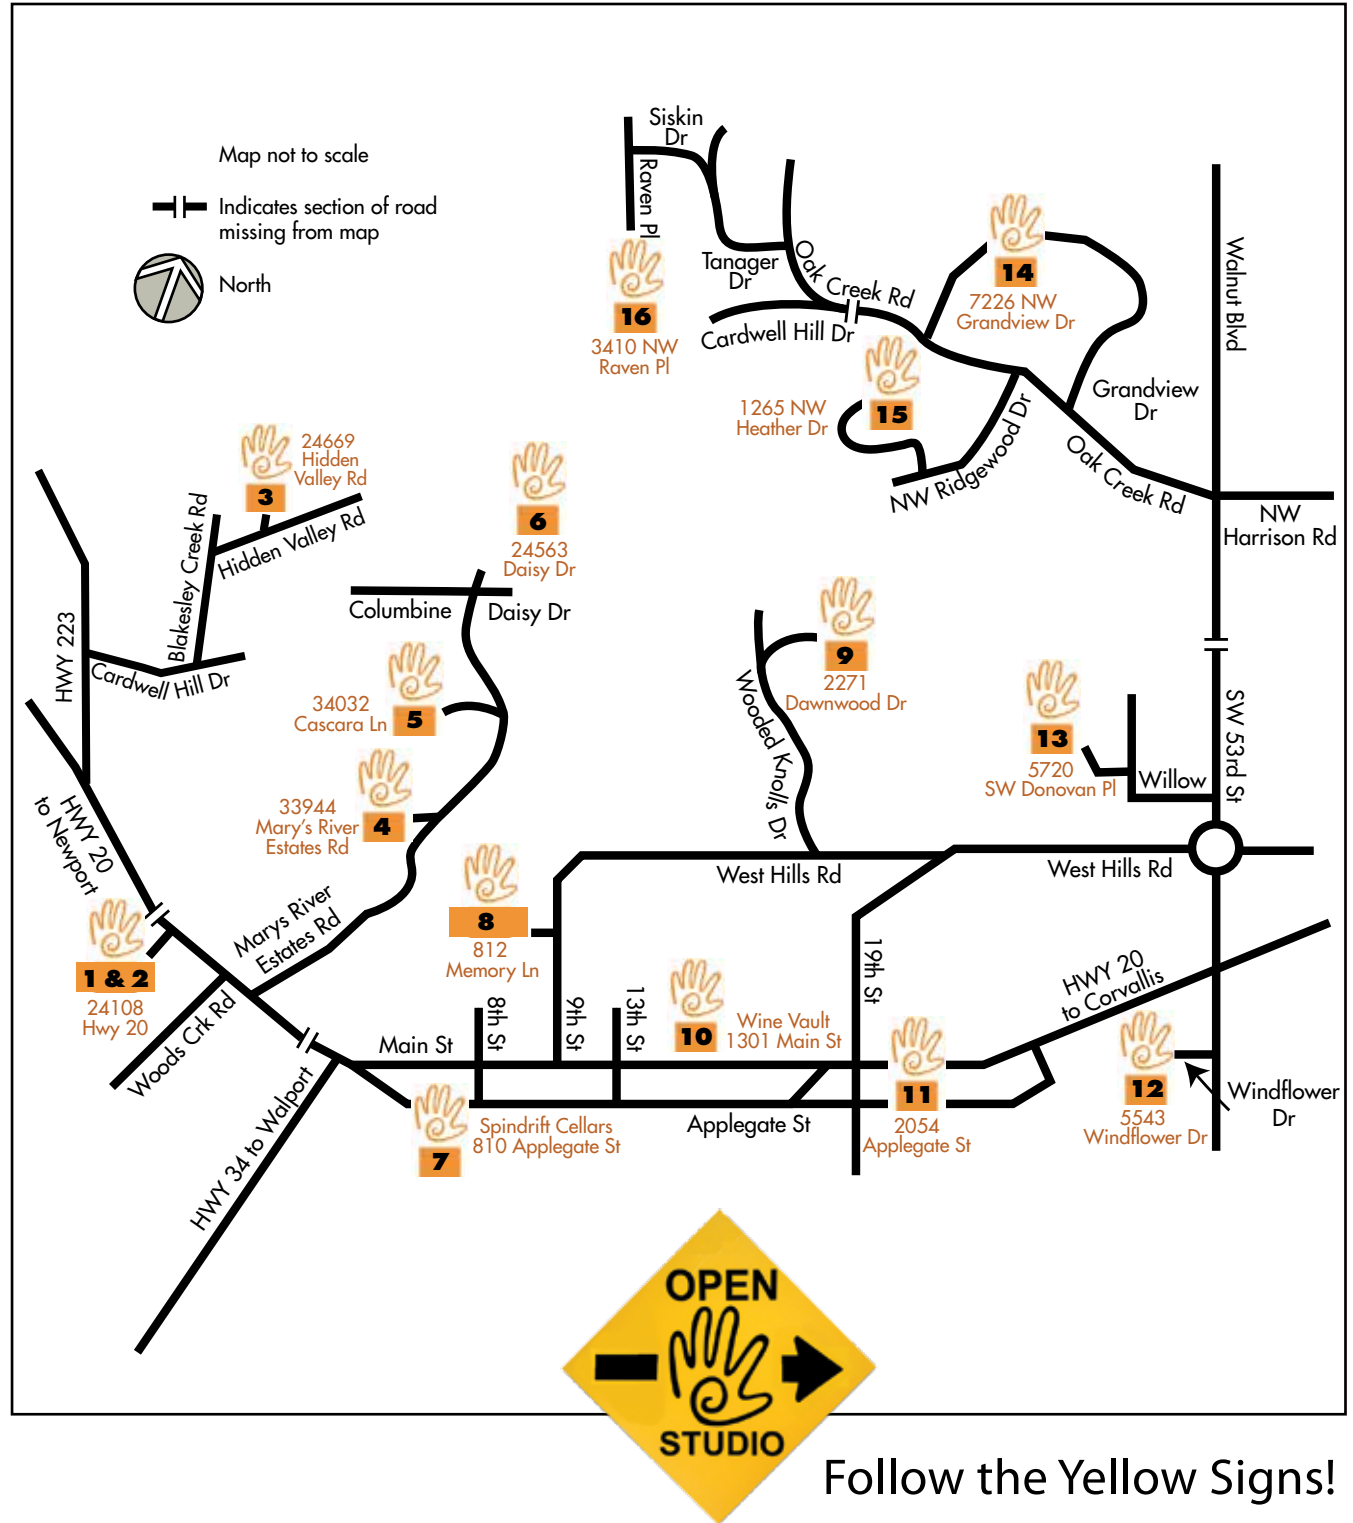 Map not to scale
Indicates section of road
missing from map
North
Siskin
Dr
Raven Pl
16
3410 NW
Raven Pl
Tanager
Dr
Oak Creek Rd
Cardwell Hill Dr
14
7226 NW
Grandview Dr
Walnut Blvd
15
1265 NW
Heather Dr
NW Ridgewood Dr
Grandview
Dr
Oak Creek Rd
NW
Harrison Rd
3
24669
Hidden
Valley Rd
Blakesley Creek Rd
Hidden Valley Rd
HWY 223
Cardwell Hill Dr
6
24563
Daisy Dr
Columbine
Daisy Dr
5
34032
Cascara Ln
4
33944
Mary's River
Estates Rd
9
2271
Dawnwood Dr
Wooded Knolls Dr
13
5720
SW Donovan Pl
Willow
SW 53rd St
HWY 20
to Newport
1 & 2
24108
Hwy 20
Marys River
Estates Rd
Woods Crk Rd
8
812
Memory Ln
West Hills Rd
West Hills Rd
19th St
HWY 20
to Corvallis
8th St
9th St
13th St
10
Wine Vault
1301 Main St
Main St
7
Spindrift Cellars
810 Applegate St
Applegate St
11
2054
Applegate St
12
5543
Windflower Dr
Windflower
Dr
HWY 34 to Walport
OPEN
STUDIO
Follow the Yellow Signs!